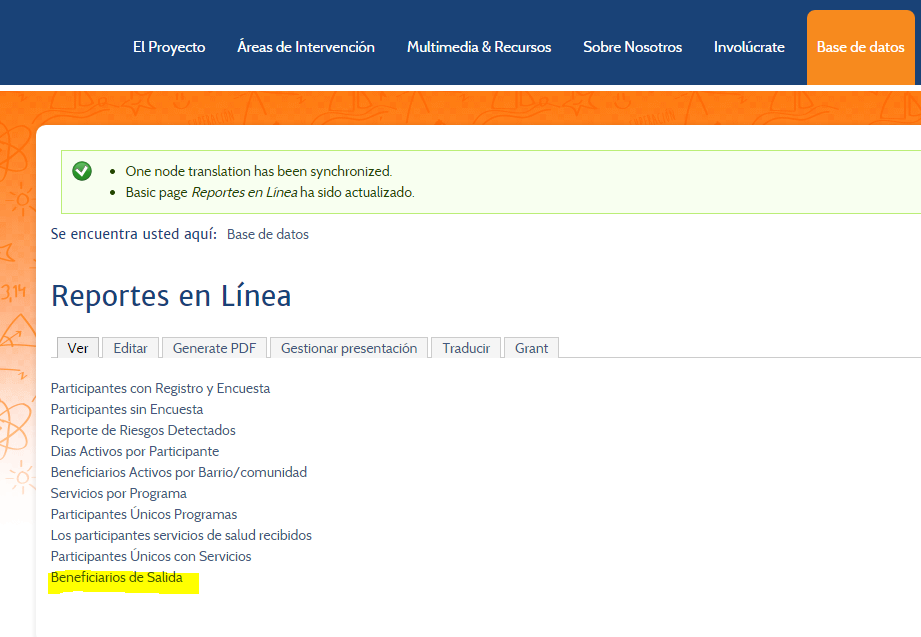 El Proyecto Áreas de Intervención Multimedia & Recursos Sobre Nosotros Involúcrate Base de datos
One node translation has been synchronized.
Basic page Reportes en Línea ha sido actualizado.
Se encuentra usted aquí: Base de datos
Reportes en Línea
Ver Editar Generate PDF Gestionar presentación Traducir Grant
Participantes con Registro y Encuesta
Participantes sin Encuesta
Reporte de Riesgos Detectados
Dias Activos por Participante
Beneficiarios Activos por Barrio/comunidad
Servicios por Programa
Participantes Únicos Programas
Los participantes servicios de salud recibidos
Participantes Únicos con Servicios
Beneficiarios de Salida
3,14